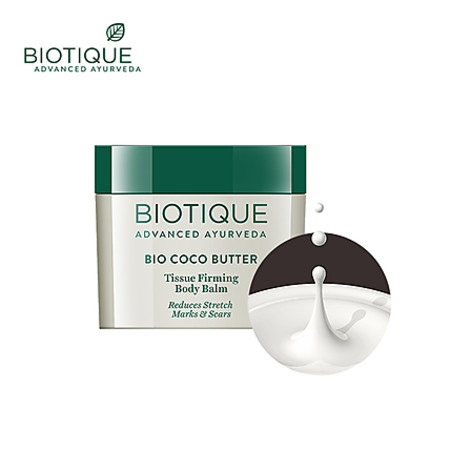 BIOTIQUE
ADVANCED AYURVEDA
BIOTIQUE
ADVANCED AYURVEDA
BIO COCO BUTTER
Tissue Firming
Body Balm
Reduces Stretch
Marks & Scars